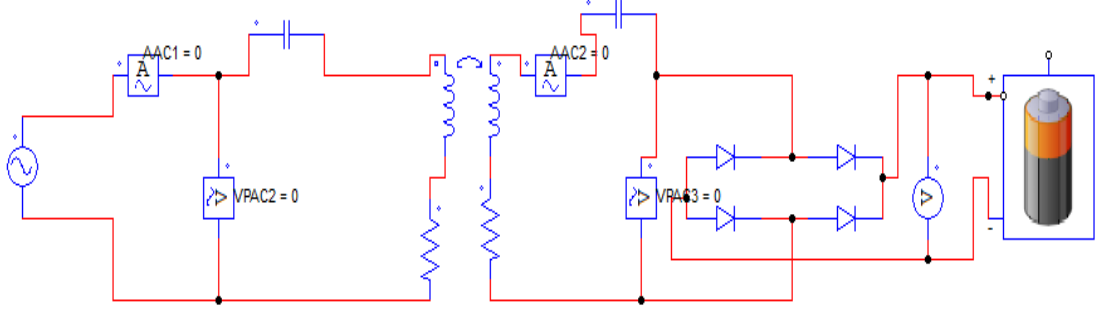 AAC1 = 0
A
VPAC2 = 0
V
AAC2 = 0
A
VPAC3 = 0
V
V
+
-